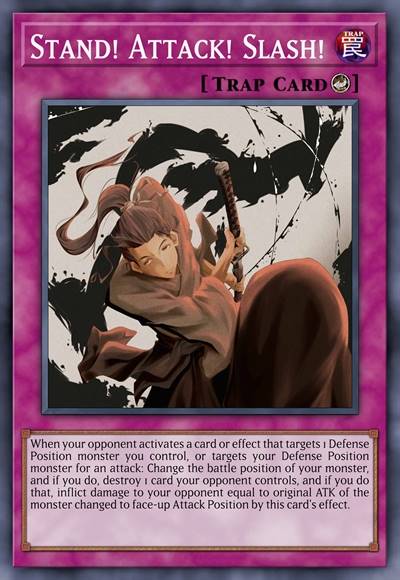 STAND! ATTACK! SLASH!
TRAP
罠
[TRAP CARD]
When your opponent activates a card or effect that targets 1 Defense
Position monster you control, or targets your Defense Position
monster for an attack: Change the battle position of your monster,
and if you do, destroy 1 card your opponent controls, and if you do
that, inflict damage to your opponent equal to original ATK of the
monster changed to face-up Attack Position by this card's effect.